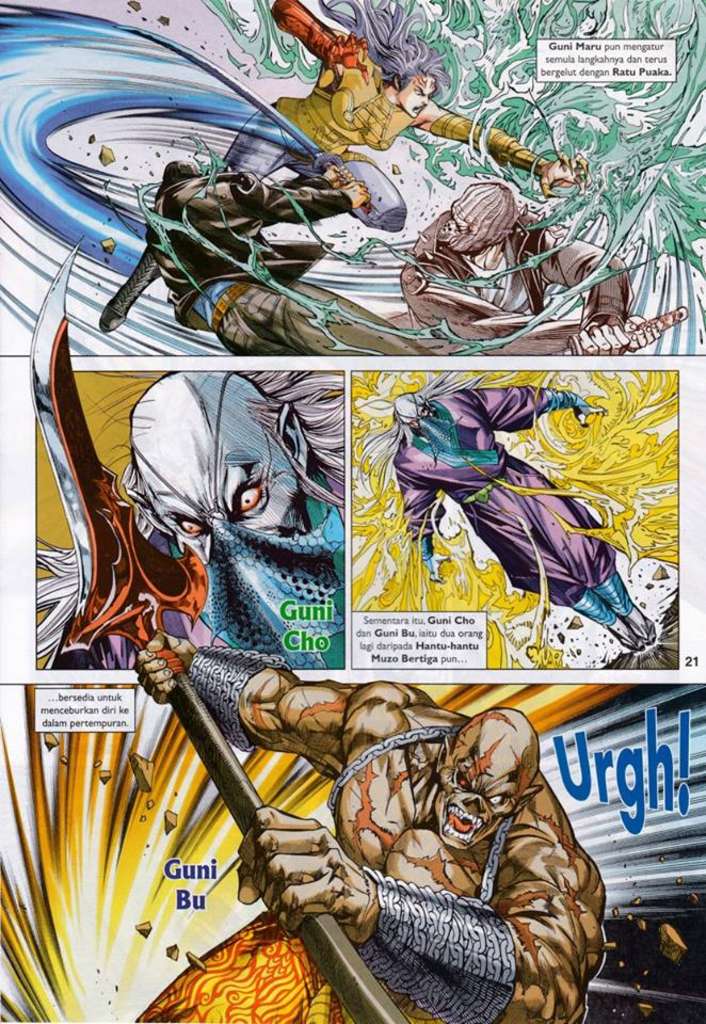 Guni Maru pun mengatur
semula langkahnya dan terus
bergelut dengan Ratu Puaka.
Guni
Cho
Sementara itu, Guni Cho
dan Guni Bu, iaitu dua orang
lagi daripada Hantu-hantu
Muzo Bertiga pun...
21
...bersedia untuk
menceburkan diri ke
dalam pertempuran.
Urgh!
Guni
Bu